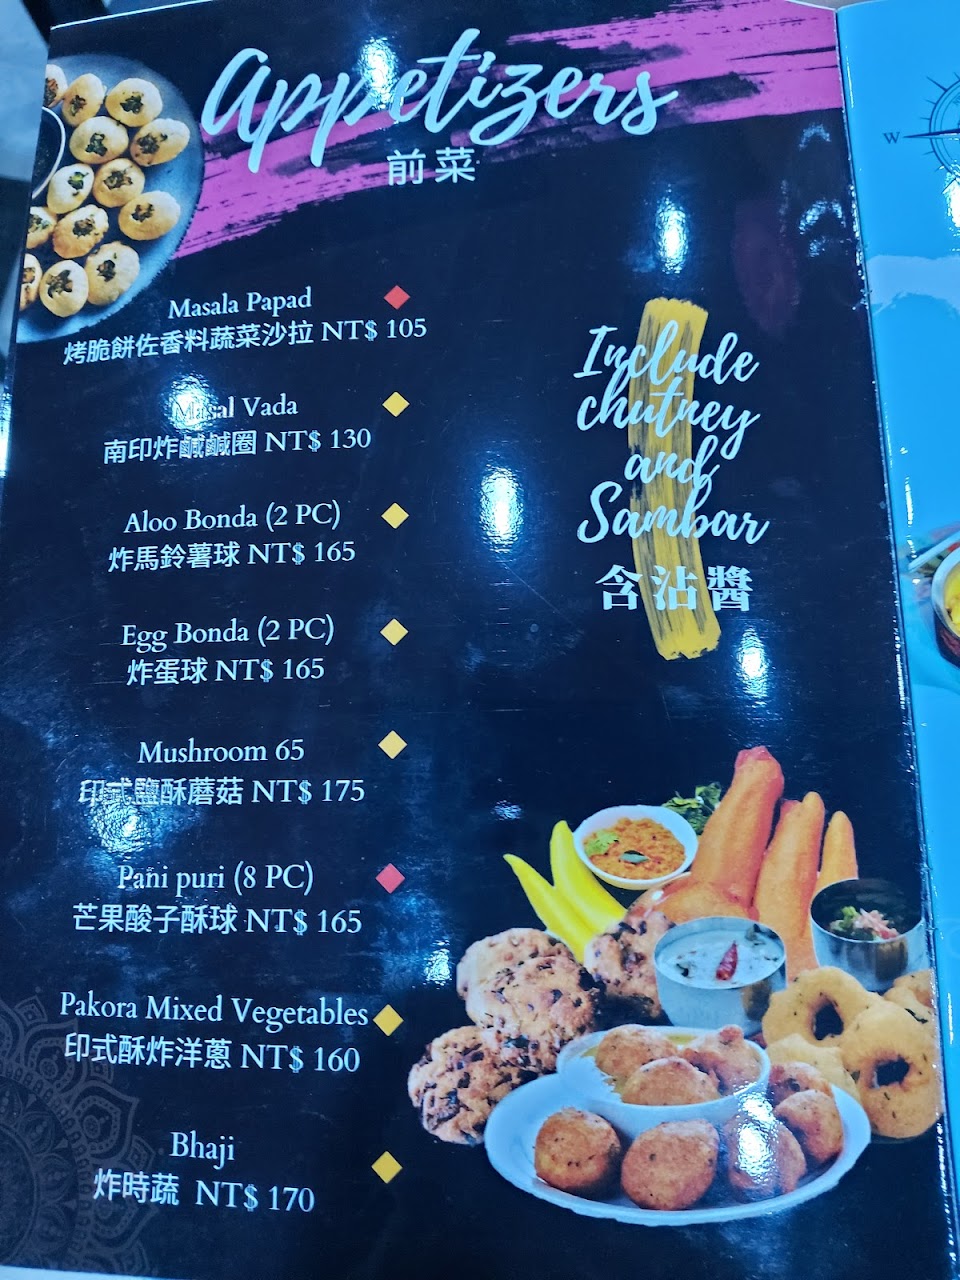 Appetizers
前菜
Masala Papad
烤脆餅佐香料蔬菜沙拉 NT$ 105
Masal Vada
南印炸鹹鹹圈 NT$ 130
Aloo Bonda (2 PC)
炸馬鈴薯球 NT$ 165
Egg Bonda (2 PC)
炸蛋球 NT$ 165
Mushroom 65
印式鹽酥蘑菇 NT$ 175
Pani puri (8 PC)
芒果酸子酥球 NT$ 165
Pakora Mixed Vegetables
印式酥炸洋蔥 NT$ 160
Bhaji
炸時蔬 NT$ 170
Include
chutney
and
Sambar
含沾醬
W